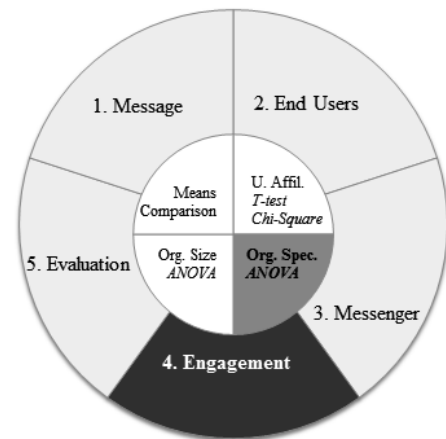 1. Message
2. End Users
Means
Comparison
U. Affil.
T-test
Chi-Square
5. Evaluation
Org. Size
ANOVA
Org. Spec.
ANOVA
3. Messenger
4. Engagement